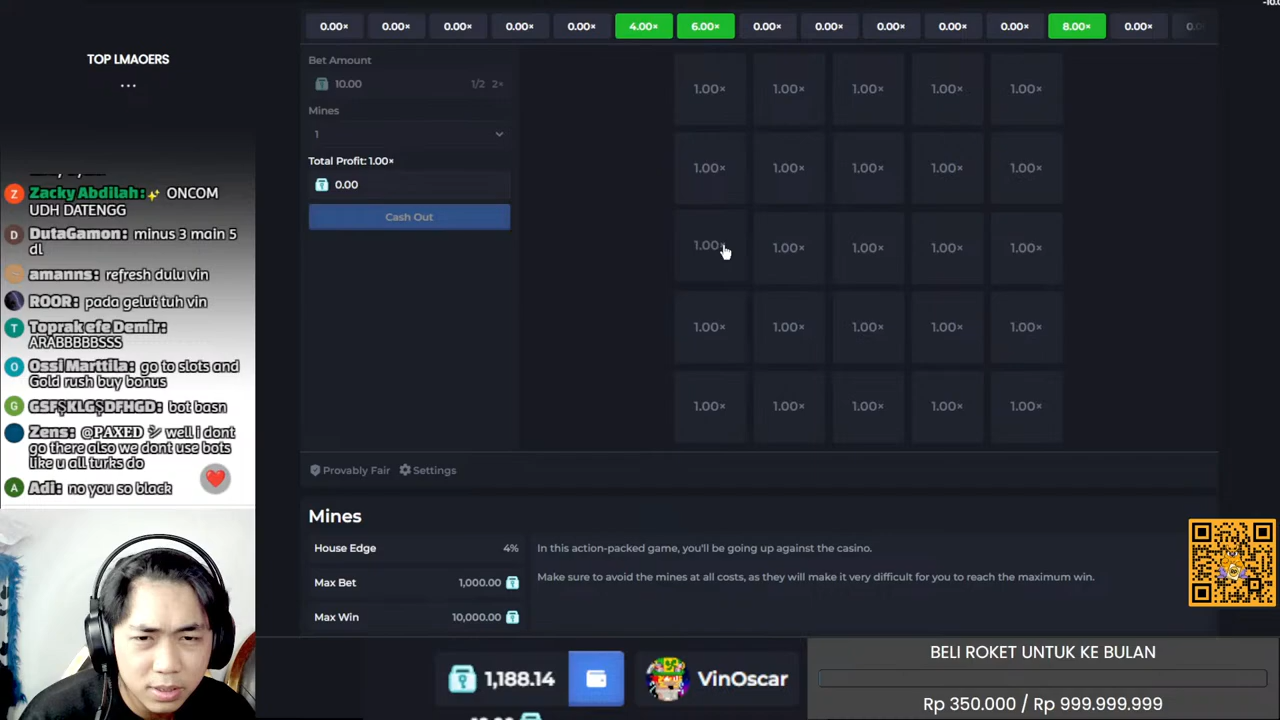 -10.0
0.00× 0.00× 0.00× 0.00× 0.00× 4.00× 6.00× 0.00× 0.00× 0.00× 0.00× 0.00× 8.00× 0.00×
TOP LMAOERS
...
Bet Amount
10.00 1/2 2×
Mines
1
Total Profit: 1.00×
0.00
Cash Out
1.00× 1.00× 1.00× 1.00× 1.00×
1.00× 1.00× 1.00× 1.00× 1.00×
1.00× 1.00× 1.00× 1.00× 1.00×
1.00× 1.00× 1.00× 1.00× 1.00×
1.00× 1.00× 1.00× 1.00× 1.00×
Z Zacky Abdilah:✨ ONCOM
UDH DATENGG
D DutaGamon: minus 3 main 5
dl
amanns: refresh dulu vin
ROOR: pada gelut tuh vin
T Toprak efe Demir:
ARABBBBBSSS
O Ossi Marttila: go to slots and
Gold rush buy bonus
G GSFŞKLGŞDFHGD: bot basn
Zens: @PAXED シ well i dont
go there also we dont use bots
like u all turks do
A Adi: no you so black
Provably Fair Settings
Mines
House Edge 4%
Max Bet 1,000.00
Max Win 10,000.00
In this action-packed game, you'll be going up against the casino.
Make sure to avoid the mines at all costs, as they will make it very difficult for you to reach the maximum win.
1,188.14
VinOscar
BELI ROKET UNTUK KE BULAN
Rp 350.000 / Rp 999.999.999